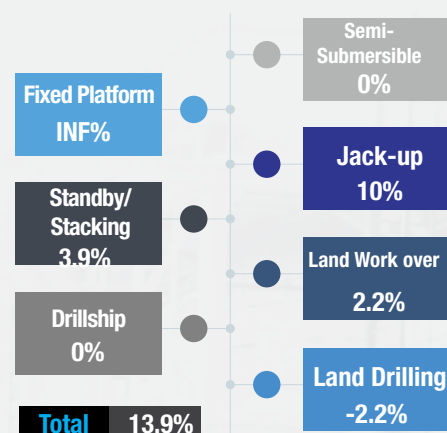 Semi-
Submersible
0%
Fixed Platform
INF%
Jack-up
10%
Standby/
Stacking
3.9%
Land Work over
2.2%
Drillship
0%
Land Drilling
-2.2%
Total 13.9%